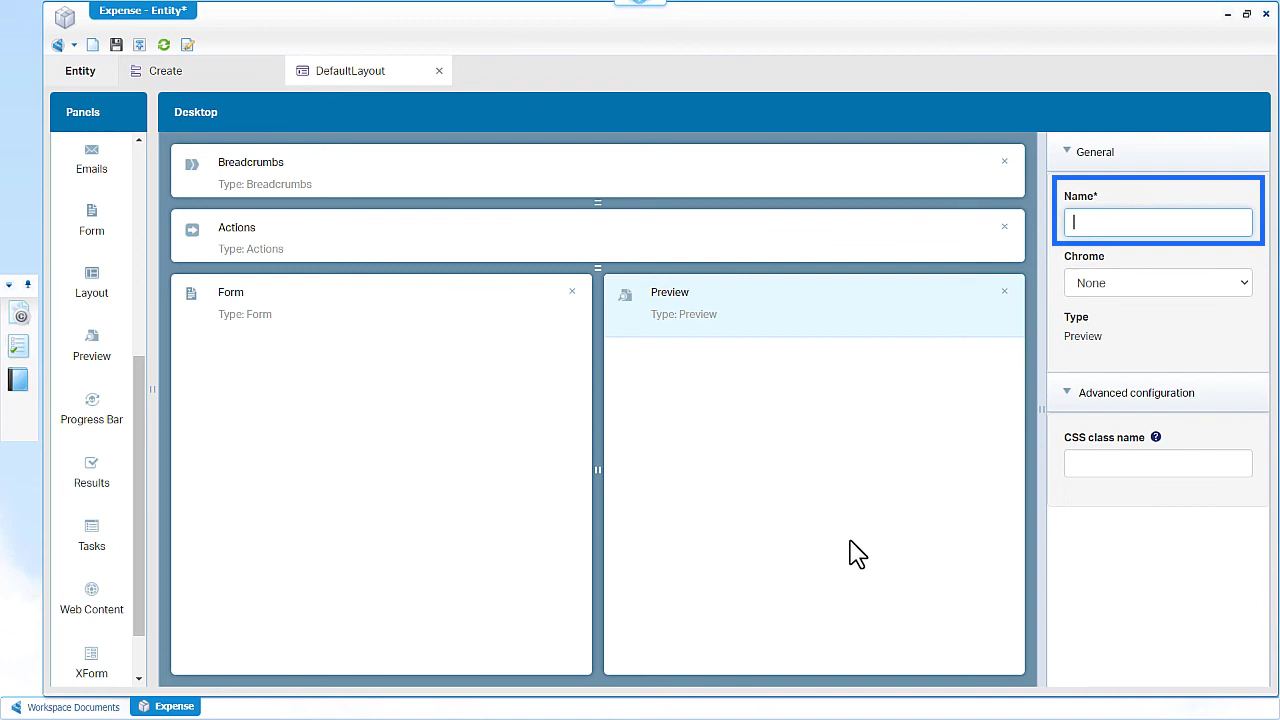 Expense - Entity*
Entity
Create
DefaultLayout
Panels
Desktop
Emails
Form
Layout
Preview
Progress Bar
Results
Tasks
Web Content
XForm
Breadcrumbs
Type: Breadcrumbs
Actions
Type: Actions
Form
Type: Form
Preview
Type: Preview
General
Name*
Chrome
None
Type
Preview
Advanced configuration
CSS class name
Workspace Documents
Expense